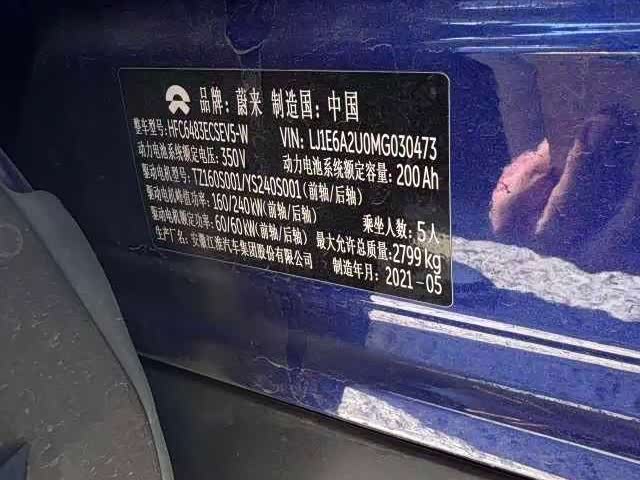 品牌：蔚来 制造国：中国
整车型号：HFC6483ECSEV5-W VIN：LJ1E6A2U0MG030473
动力电池系统额定电压：350V 动力电池系统额定容量：200Ah
驱动电机型号：TZ160S001/YS240S001（前轴/后轴）
驱动电机峰值功率：160/240kW（前轴/后轴） 乘坐人数：5人
驱动电机额定功率：60/60kW（前轴/后轴） 最大允许总质量：2799kg
生产厂名：安徽江淮汽车集团股份有限公司 制造年月：2021-05